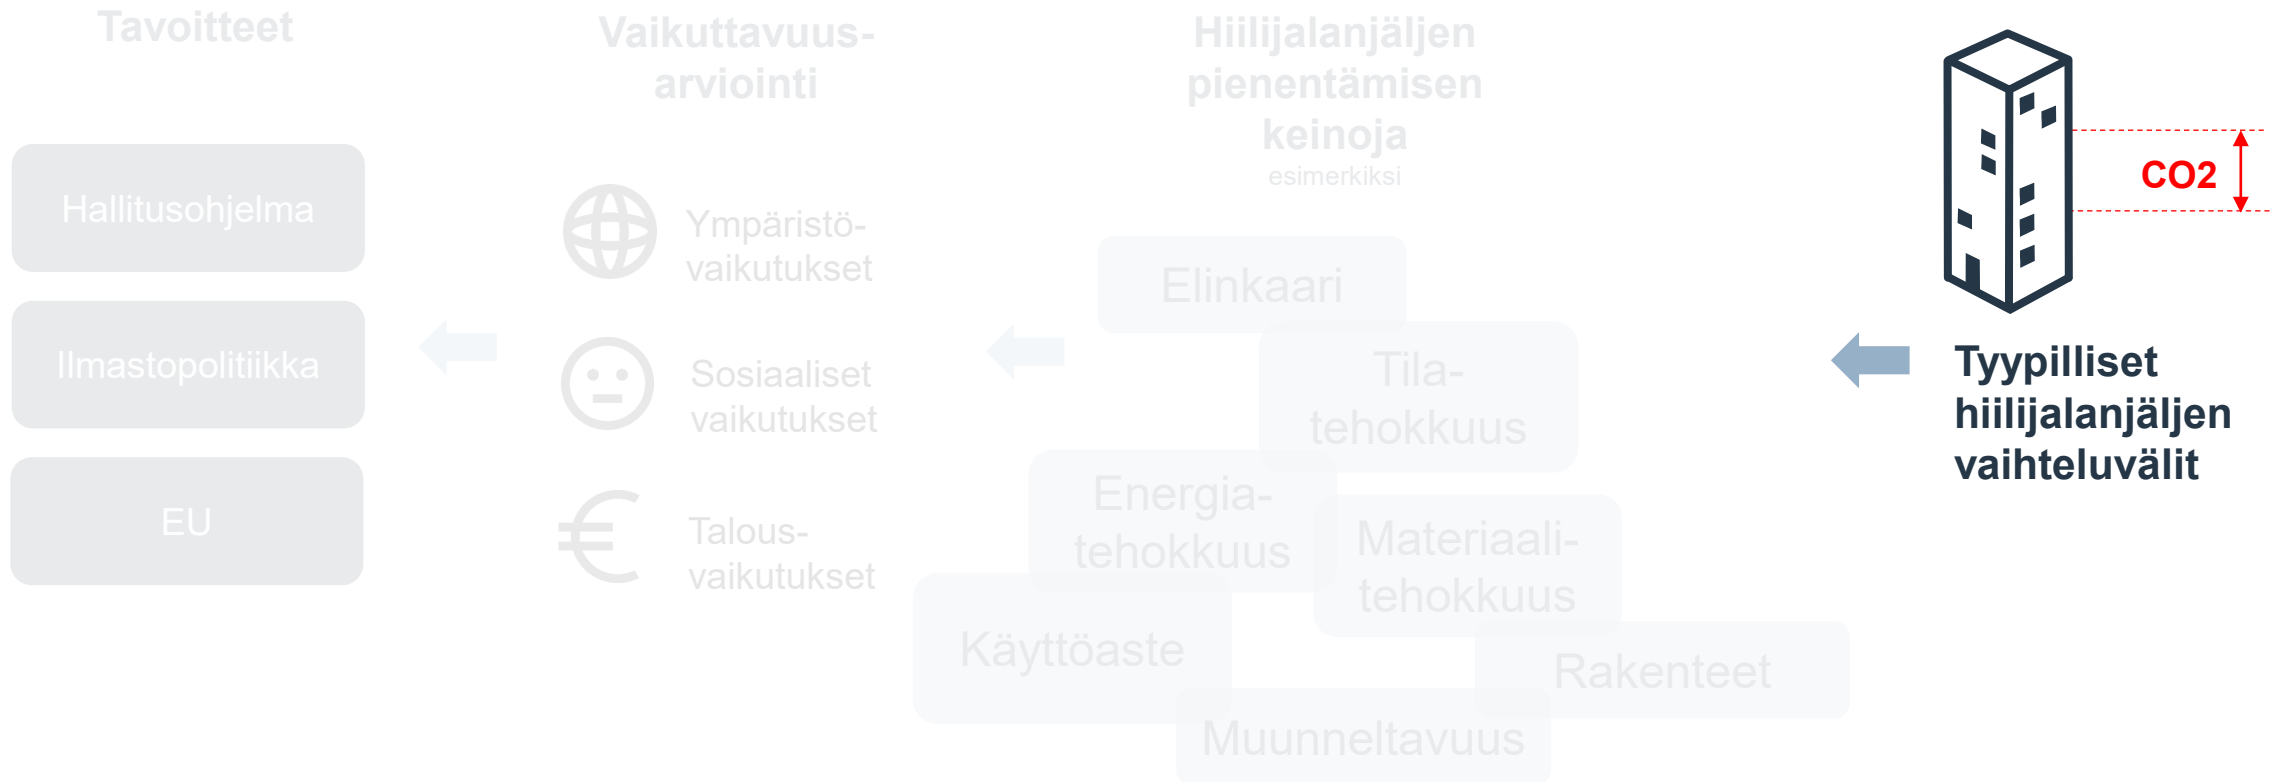 Tavoitteet
Hallitusohjelma
Ilmastopolitiikka
EU
Vaikuttavuus-
arviointi
Ympäristö-
vaikutukset
Sosiaaliset
vaikutukset
Talous-
vaikutukset
Hiilijalanjäljen
pienentämisen
keinoja
esimerkiksi
Elinkaari
Tila-
tehokkuus
Energia-
tehokkuus
Materiaali-
tehokkuus
Käyttöaste
Rakenteet
Muunneltavuus
CO2
Tyypilliset
hiilijalanjäljen
vaihteluvälit